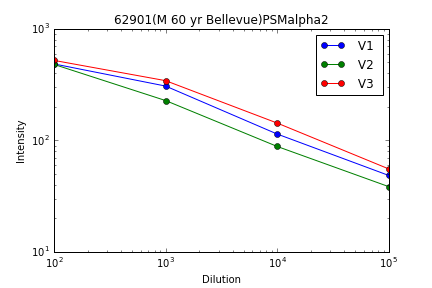 62901(M 60 yr Bellevue)PSMalpha2
10³
10²
10¹
Intensity
V1
V2
V3
10² 10³ 10⁴ 10⁵
Dilution